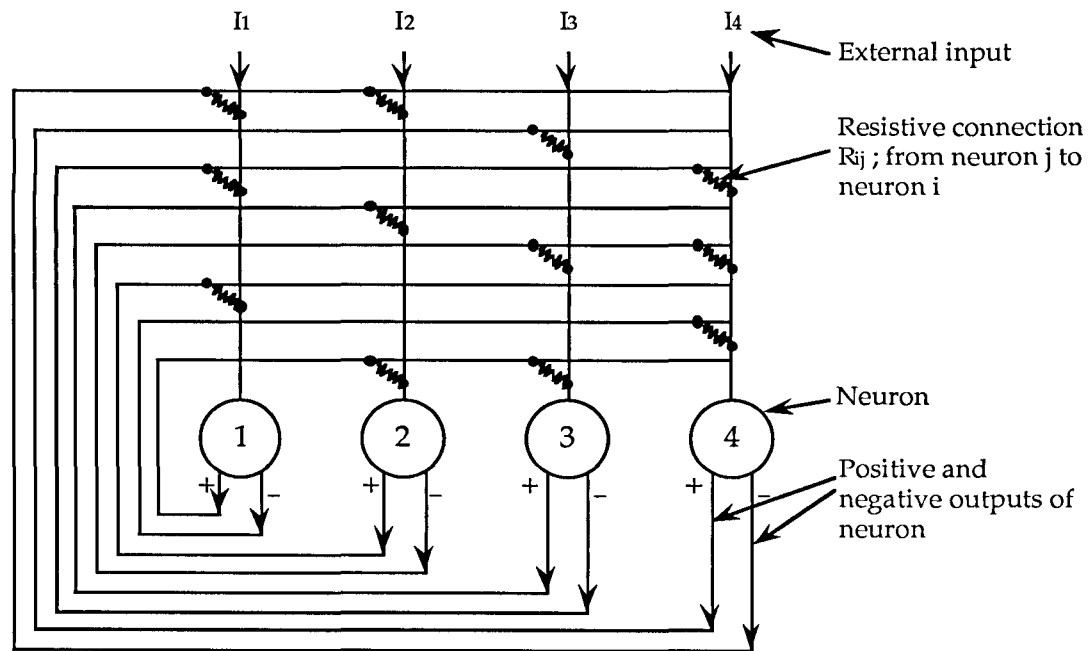 I1 I2 I3 I4
External input
Resistive connection
Rij ; from neuron j to
neuron i
Neuron
1 2 3 4
+ − + − + − + −
Positive and
negative outputs of
neuron